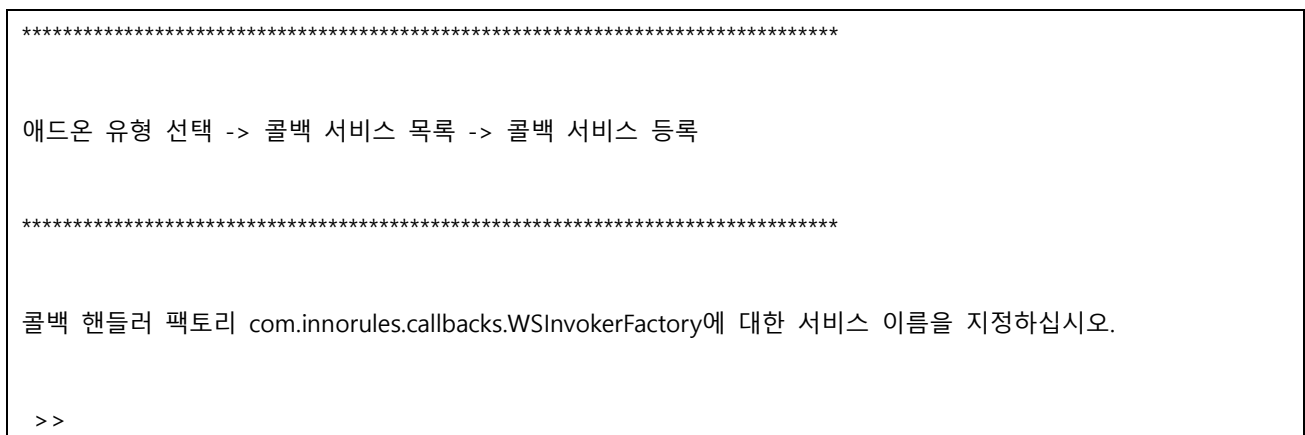 ********************************************************************************
애드온 유형 선택 -> 콜백 서비스 목록 -> 콜백 서비스 등록
********************************************************************************
콜백 핸들러 팩토리 com.innorules.callbacks.WSInvokerFactory에 대한 서비스 이름을 지정하십시오.
>>